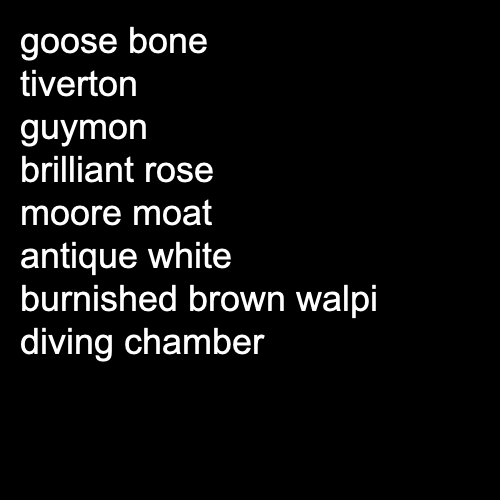 goose bone
tiverton
guymon
brilliant rose
moore moat
antique white
burnished brown walpi
diving chamber